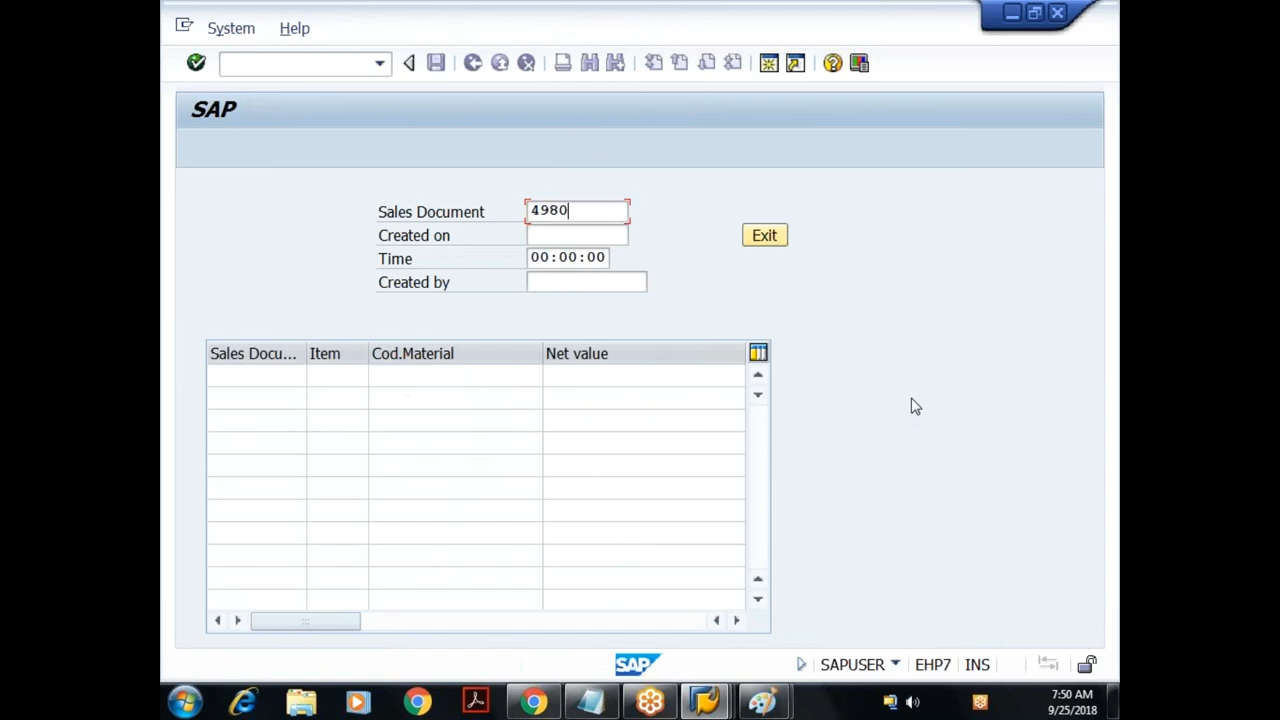 System Help
SAP
Sales Document 4980
Created on
Exit
Time 00:00:00
Created by
Sales Docu... Item Cod.Material Net value
SAP SAPUSER EHP7 INS
7:50 AM
9/25/2018